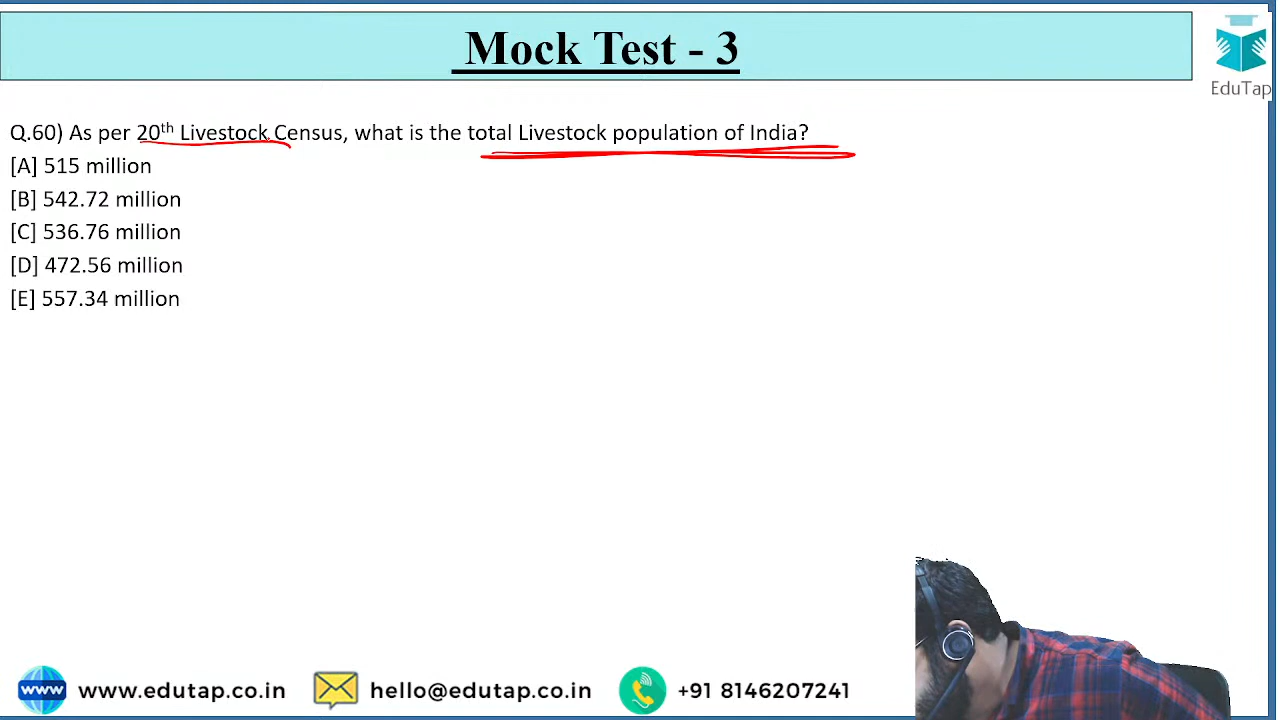 Mock Test - 3
EduTap
Q.60) As per 20th Livestock Census, what is the total Livestock population of India?
[A] 515 million
[B] 542.72 million
[C] 536.76 million
[D] 472.56 million
[E] 557.34 million
www www.edutap.co.in hello@edutap.co.in +91 8146207241